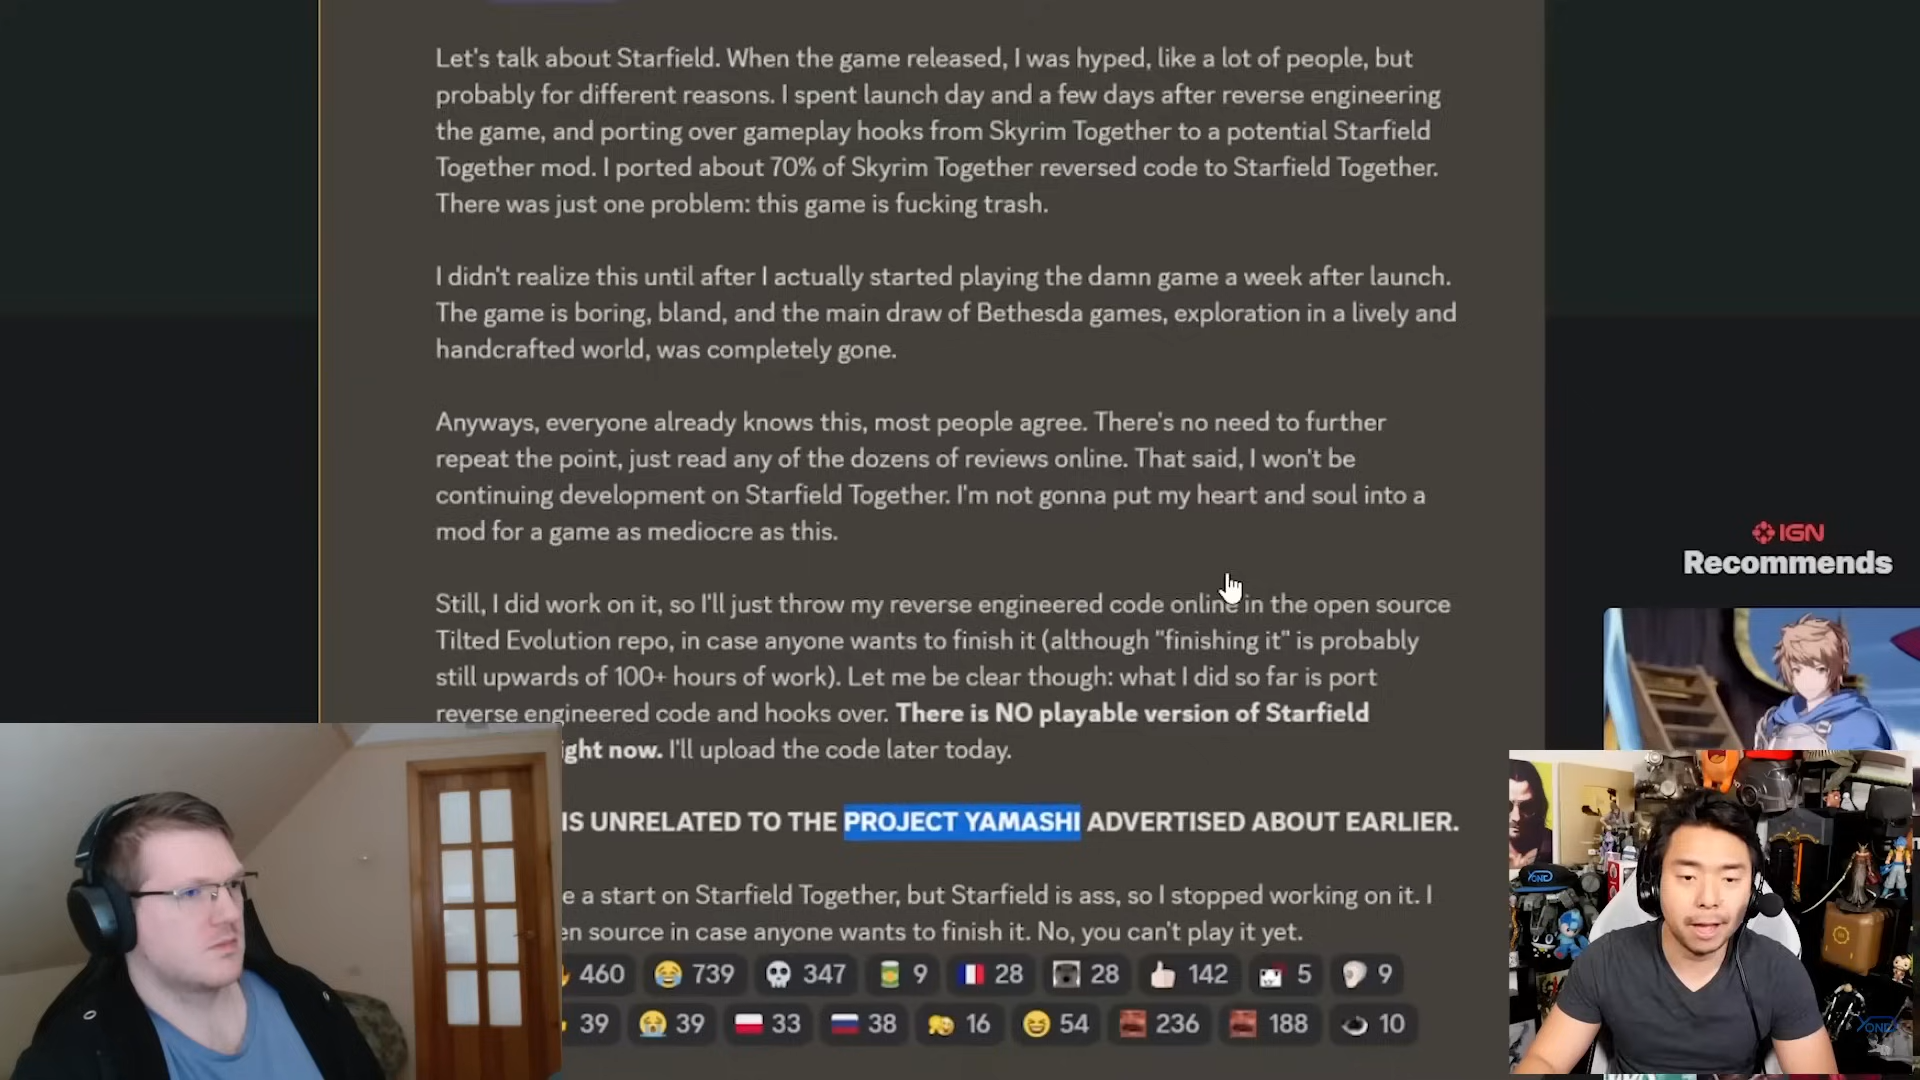 Let's talk about Starfield. When the game released, I was hyped, like a lot of people, but
probably for different reasons. I spent launch day and a few days after reverse engineering
the game, and porting over gameplay hooks from Skyrim Together to a potential Starfield
Together mod. I ported about 70% of Skyrim Together reversed code to Starfield Together.
There was just one problem: this game is fucking trash.
I didn't realize this until after I actually started playing the damn game a week after launch.
The game is boring, bland, and the main draw of Bethesda games, exploration in a lively and
handcrafted world, was completely gone.
Anyways, everyone already knows this, most people agree. There's no need to further
repeat the point, just read any of the dozens of reviews online. That said, I won't be
continuing development on Starfield Together. I'm not gonna put my heart and soul into a
mod for a game as mediocre as this.
Still, I did work on it, so I'll just throw my reverse engineered code online in the open source
Tilted Evolution repo, in case anyone wants to finish it (although "finishing it" is probably
still upwards of 100+ hours of work). Let me be clear though: what I did so far is port
reverse engineered code and hooks over. There is NO playable version of Starfield
ght now. I'll upload the code later today.
IS UNRELATED TO THE PROJECT YAMASHI ADVERTISED ABOUT EARLIER.
e a start on Starfield Together, but Starfield is ass, so I stopped working on it. I
en source in case anyone wants to finish it. No, you can't play it yet.
460 739 347 9 28 28 142 5 9
39 39 33 38 16 54 236 188 10
IGN
Recommends